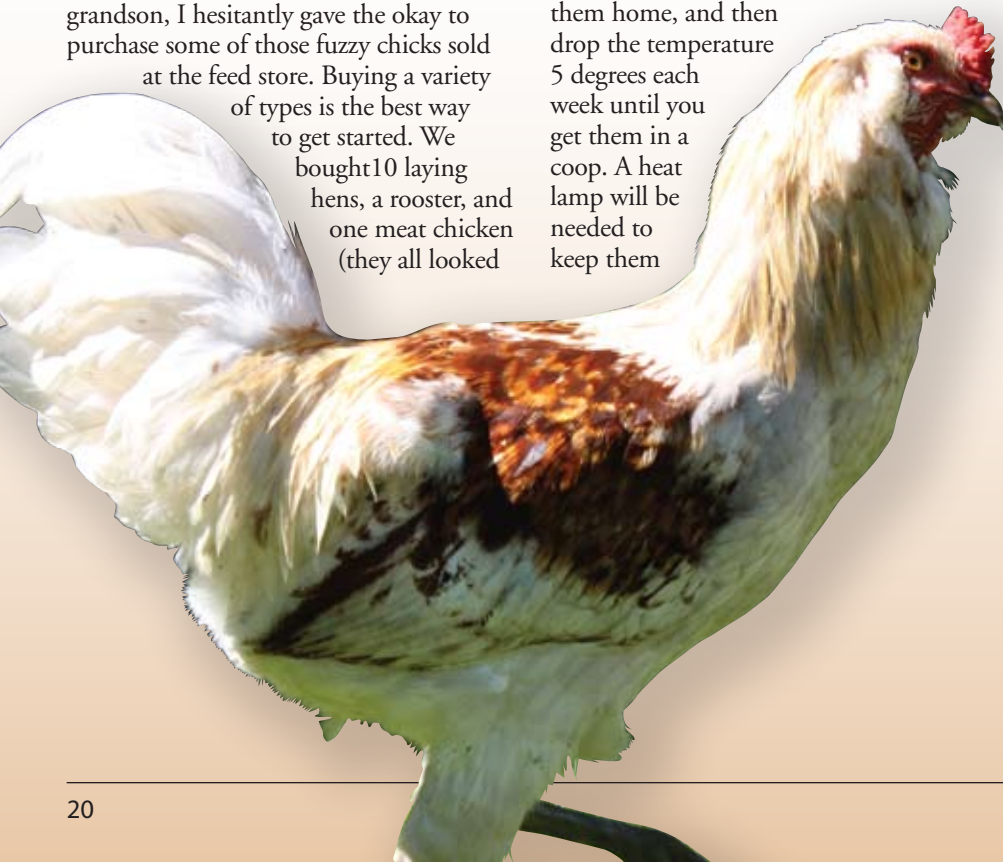 grandson, I hesitantly gave the okay to
purchase some of those fuzzy chicks sold
at the feed store. Buying a variety
of types is the best way
to get started. We
bought10 laying
hens, a rooster, and
one meat chicken
(they all looked
them home, and then
drop the temperature
5 degrees each
week until you
get them in a
coop. A heat
lamp will be
needed to
keep them
20